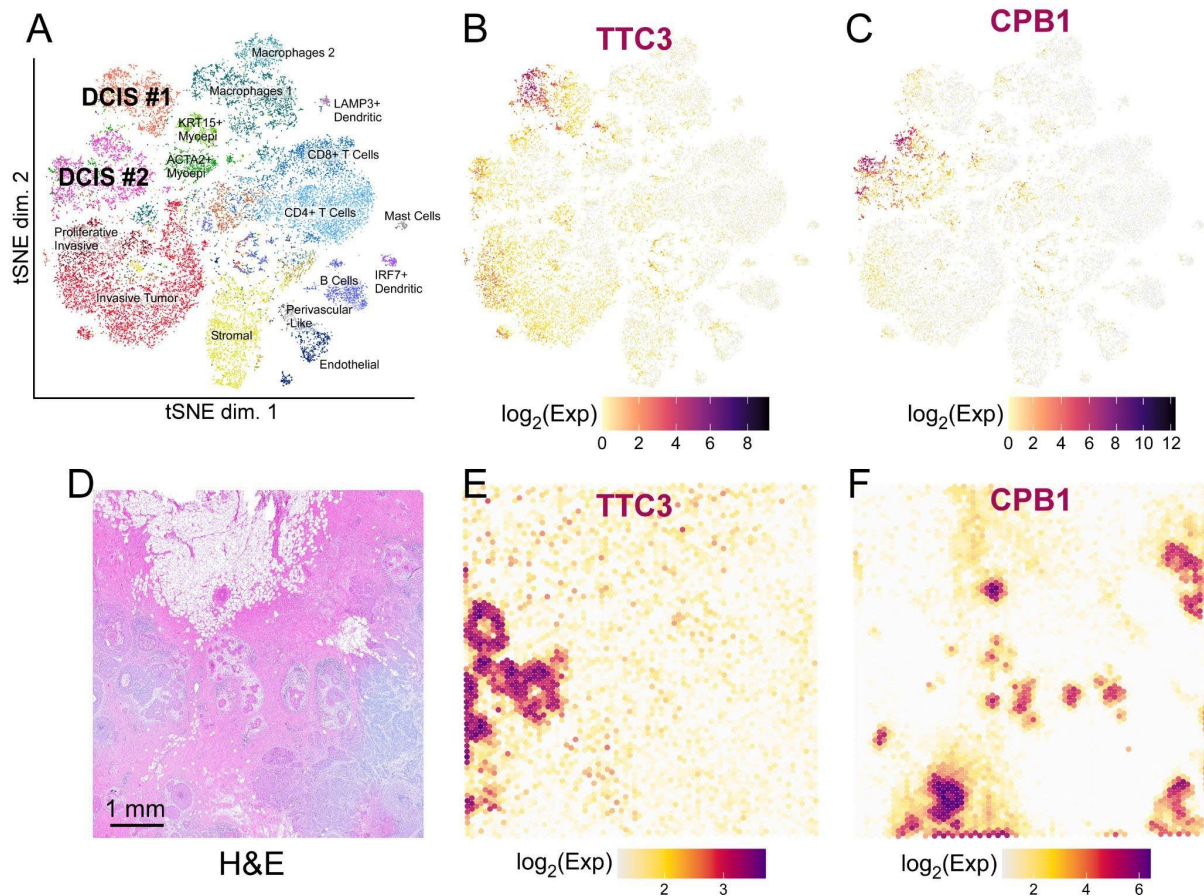 A
B
C
TTC3
CPB1
Macrophages 2
DCIS #1
Macrophages 1
LAMP3+
Dendritic
KRT15+
Myoepi
ACTA2+
Myoepi
CD8+ T Cells
DCIS #2
CD4+ T Cells
Mast Cells
Proliferative
Invasive
IRF7+
Dendritic
B Cells
Invasive Tumor
Perivascular
-Like
Stromal
Endothelial
tSNE dim. 2
tSNE dim. 1
log2(Exp)
0 2 4 6 8
log2(Exp)
0 2 4 6 8 10 12
D
E
F
TTC3
CPB1
1 mm
H&E
log2(Exp)
2 3
log2(Exp)
2 4 6